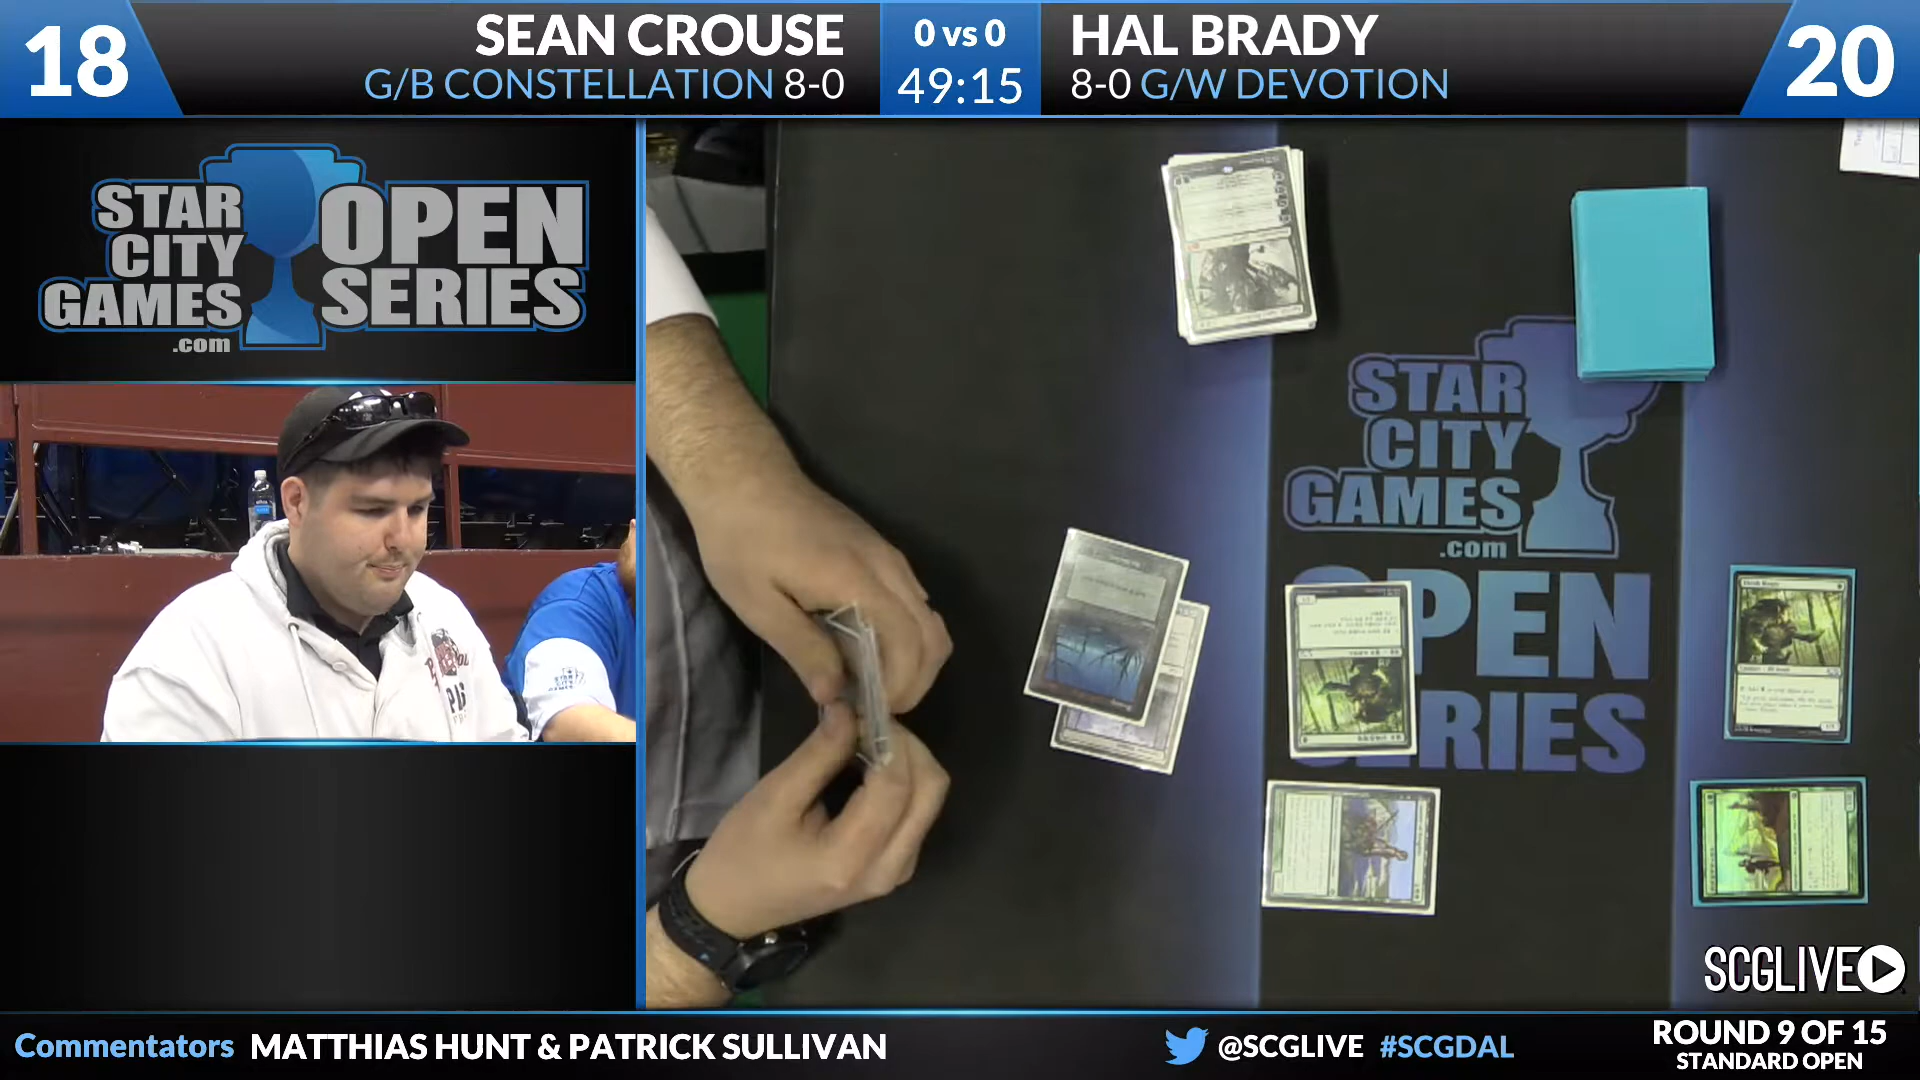 18
SEAN CROUSE
G/B CONSTELLATION 8-0
0 vs 0
49:15
HAL BRADY
8-0 G/W DEVOTION
20
STAR
CITY
GAMES
.com
OPEN
SERIES
STAR
CITY
GAMES
.com
OPEN
SERIES
SCGLIVE
Commentators MATTHIAS HUNT & PATRICK SULLIVAN
@SCGLIVE #SCGDAL
ROUND 9 OF 15
STANDARD OPEN